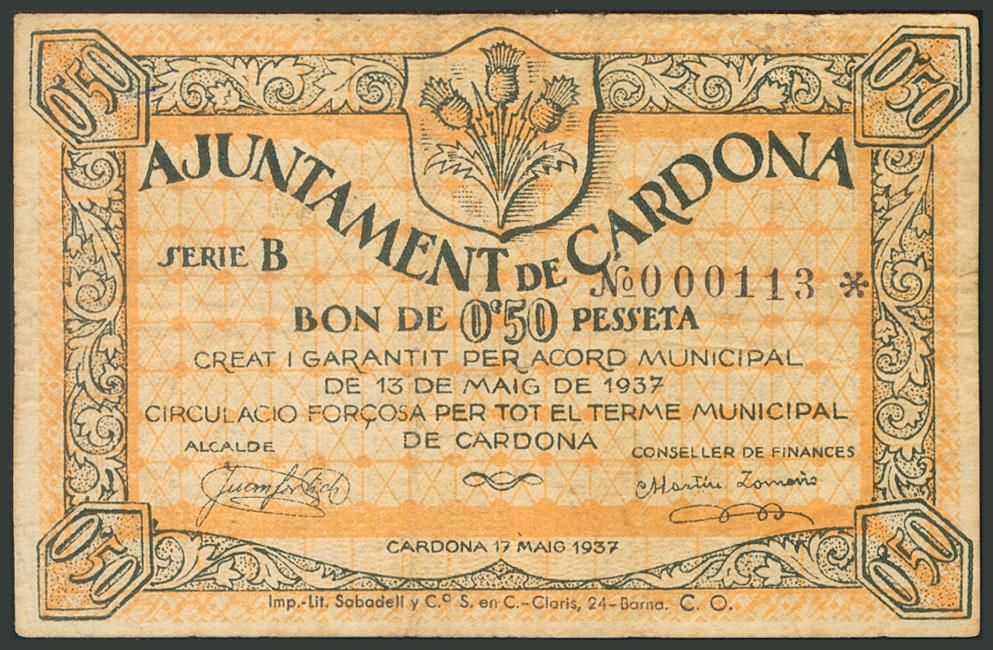 0'50
0'50
AJUNTAMENT DE CARDONA
SERIE B
No 000113 *
BON DE 0'50 PESSETA
CREAT I GARANTIT PER ACORD MUNICIPAL
DE 13 DE MAIG DE 1937
CIRCULACIO FORÇOSA PER TOT EL TERME MUNICIPAL
DE CARDONA
ALCALDE
CONSELLER DE FINANCES
CARDONA 17 MAIG 1937
0'50
0'50
Imp.-Lit. Sabadell y C.ª S. en C.-Claris, 24-Barna. C. O.